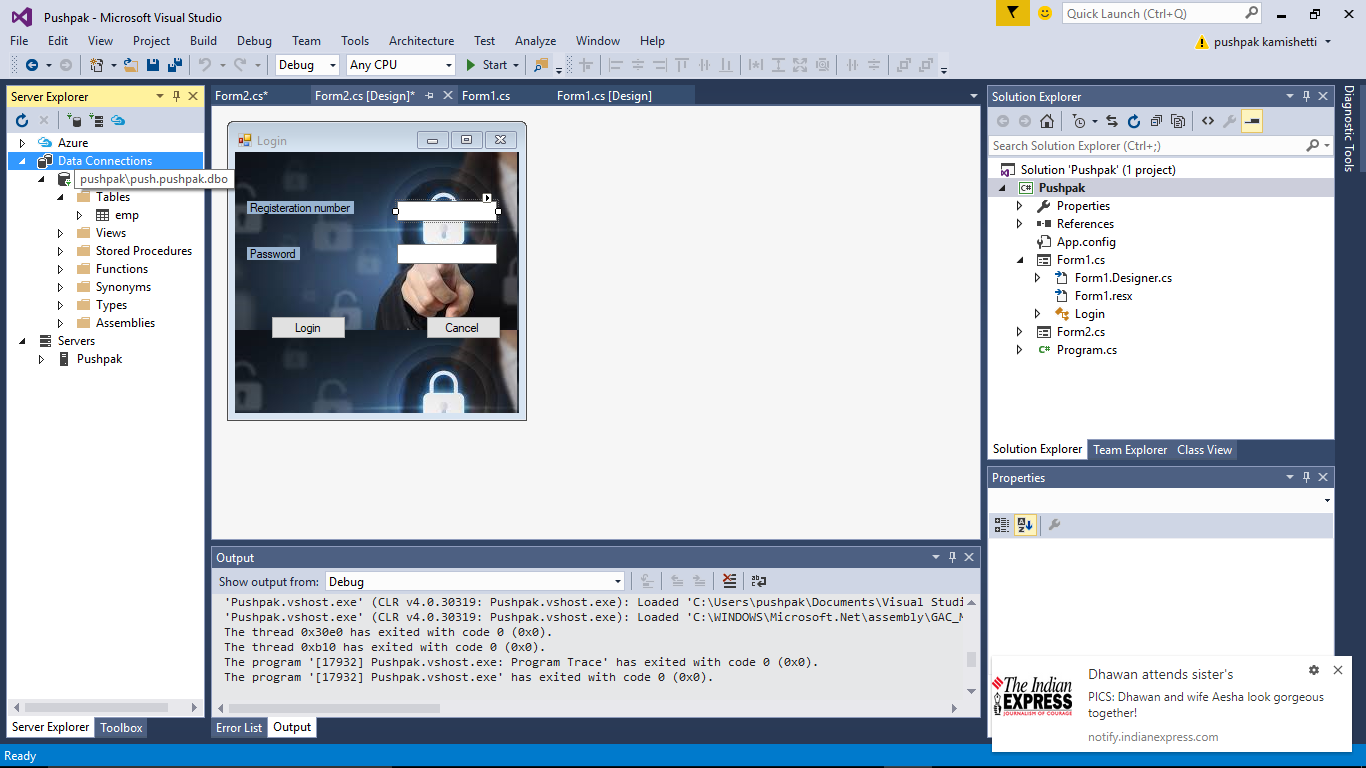 Pushpak - Microsoft Visual Studio
Quick Launch (Ctrl+Q)
File Edit View Project Build Debug Team Tools Architecture Test Analyze Window Help
pushpak kamishetti
Debug Any CPU Start
Server Explorer
Azure
Data Connections
pushpak\push.pushpak.dbo
Tables
emp
Views
Stored Procedures
Functions
Synonyms
Types
Assemblies
Servers
Pushpak
Server Explorer Toolbox
Form2.cs* Form2.cs [Design]* Form1.cs Form1.cs [Design]
Login
Registeration number
Password
Login Cancel
Output
Show output from: Debug
'Pushpak.vshost.exe' (CLR v4.0.30319: Pushpak.vshost.exe): Loaded 'C:\Users\pushpak\Documents\Visual Studi
'Pushpak.vshost.exe' (CLR v4.0.30319: Pushpak.vshost.exe): Loaded 'C:\WINDOWS\Microsoft.Net\assembly\GAC_M
The thread 0x30e0 has exited with code 0 (0x0).
The thread 0xb10 has exited with code 0 (0x0).
The program '[17932] Pushpak.vshost.exe: Program Trace' has exited with code 0 (0x0).
The program '[17932] Pushpak.vshost.exe' has exited with code 0 (0x0).
Error List Output
Solution Explorer
Search Solution Explorer (Ctrl+;)
Solution 'Pushpak' (1 project)
C# Pushpak
Properties
References
App.config
Form1.cs
Form1.Designer.cs
Form1.resx
Login
Form2.cs
C# Program.cs
Solution Explorer Team Explorer Class View
Properties
Diagnostic Tools
The Indian
EXPRESS
JOURNALISM OF COURAGE
Dhawan attends sister's
PICS: Dhawan and wife Aesha look gorgeous
together!
notify.indianexpress.com
Ready